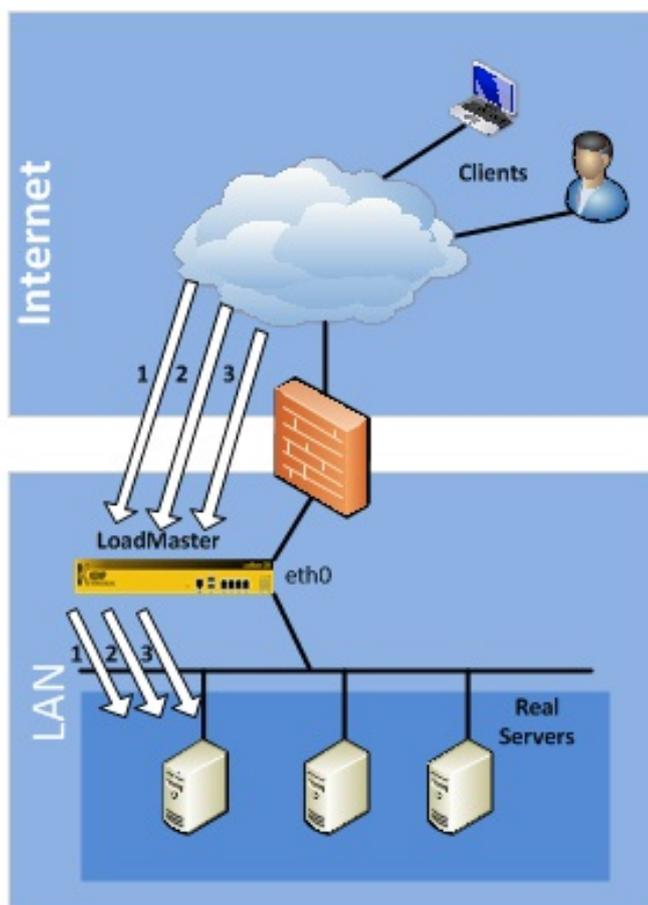 Internet
Clients
1 2 3
LoadMaster
eth0
1 2 3
LAN
Real
Servers